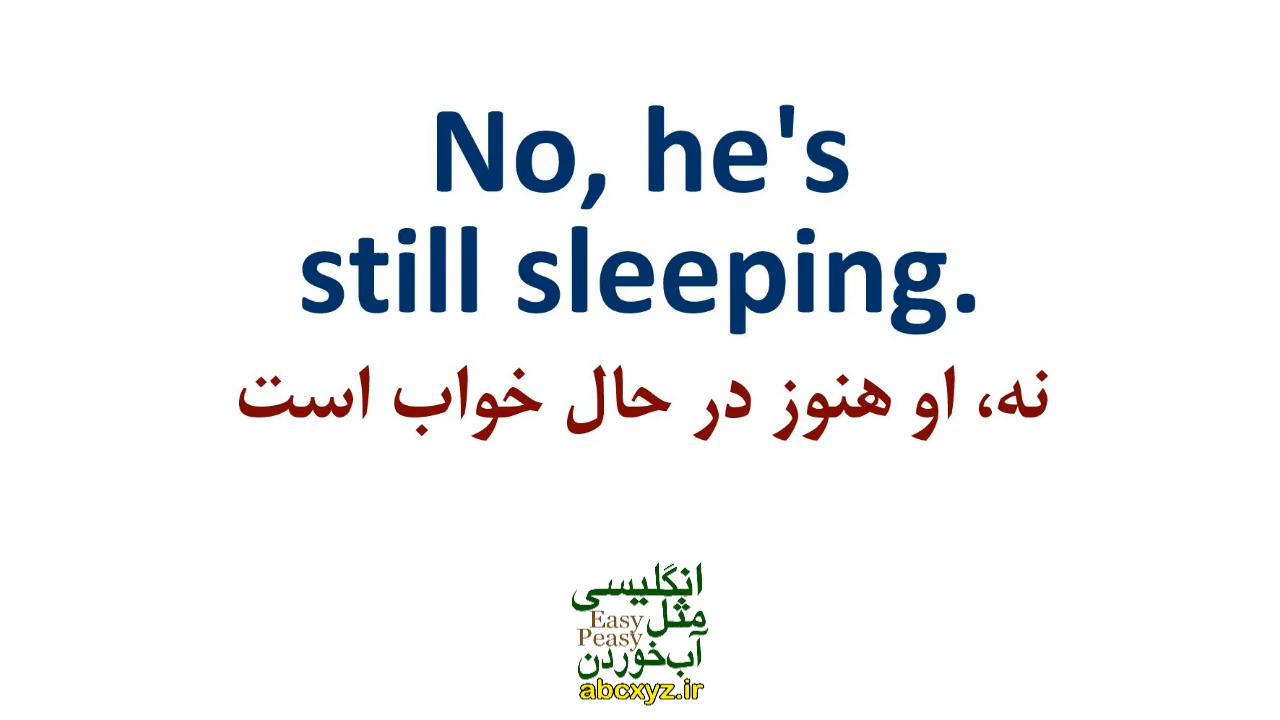 No, he's
still sleeping.
نه، او هنوز در حال خواب است
انگلیسی
مثل
Easy
Peasy
آب‌خوردن
abcxyz.ir